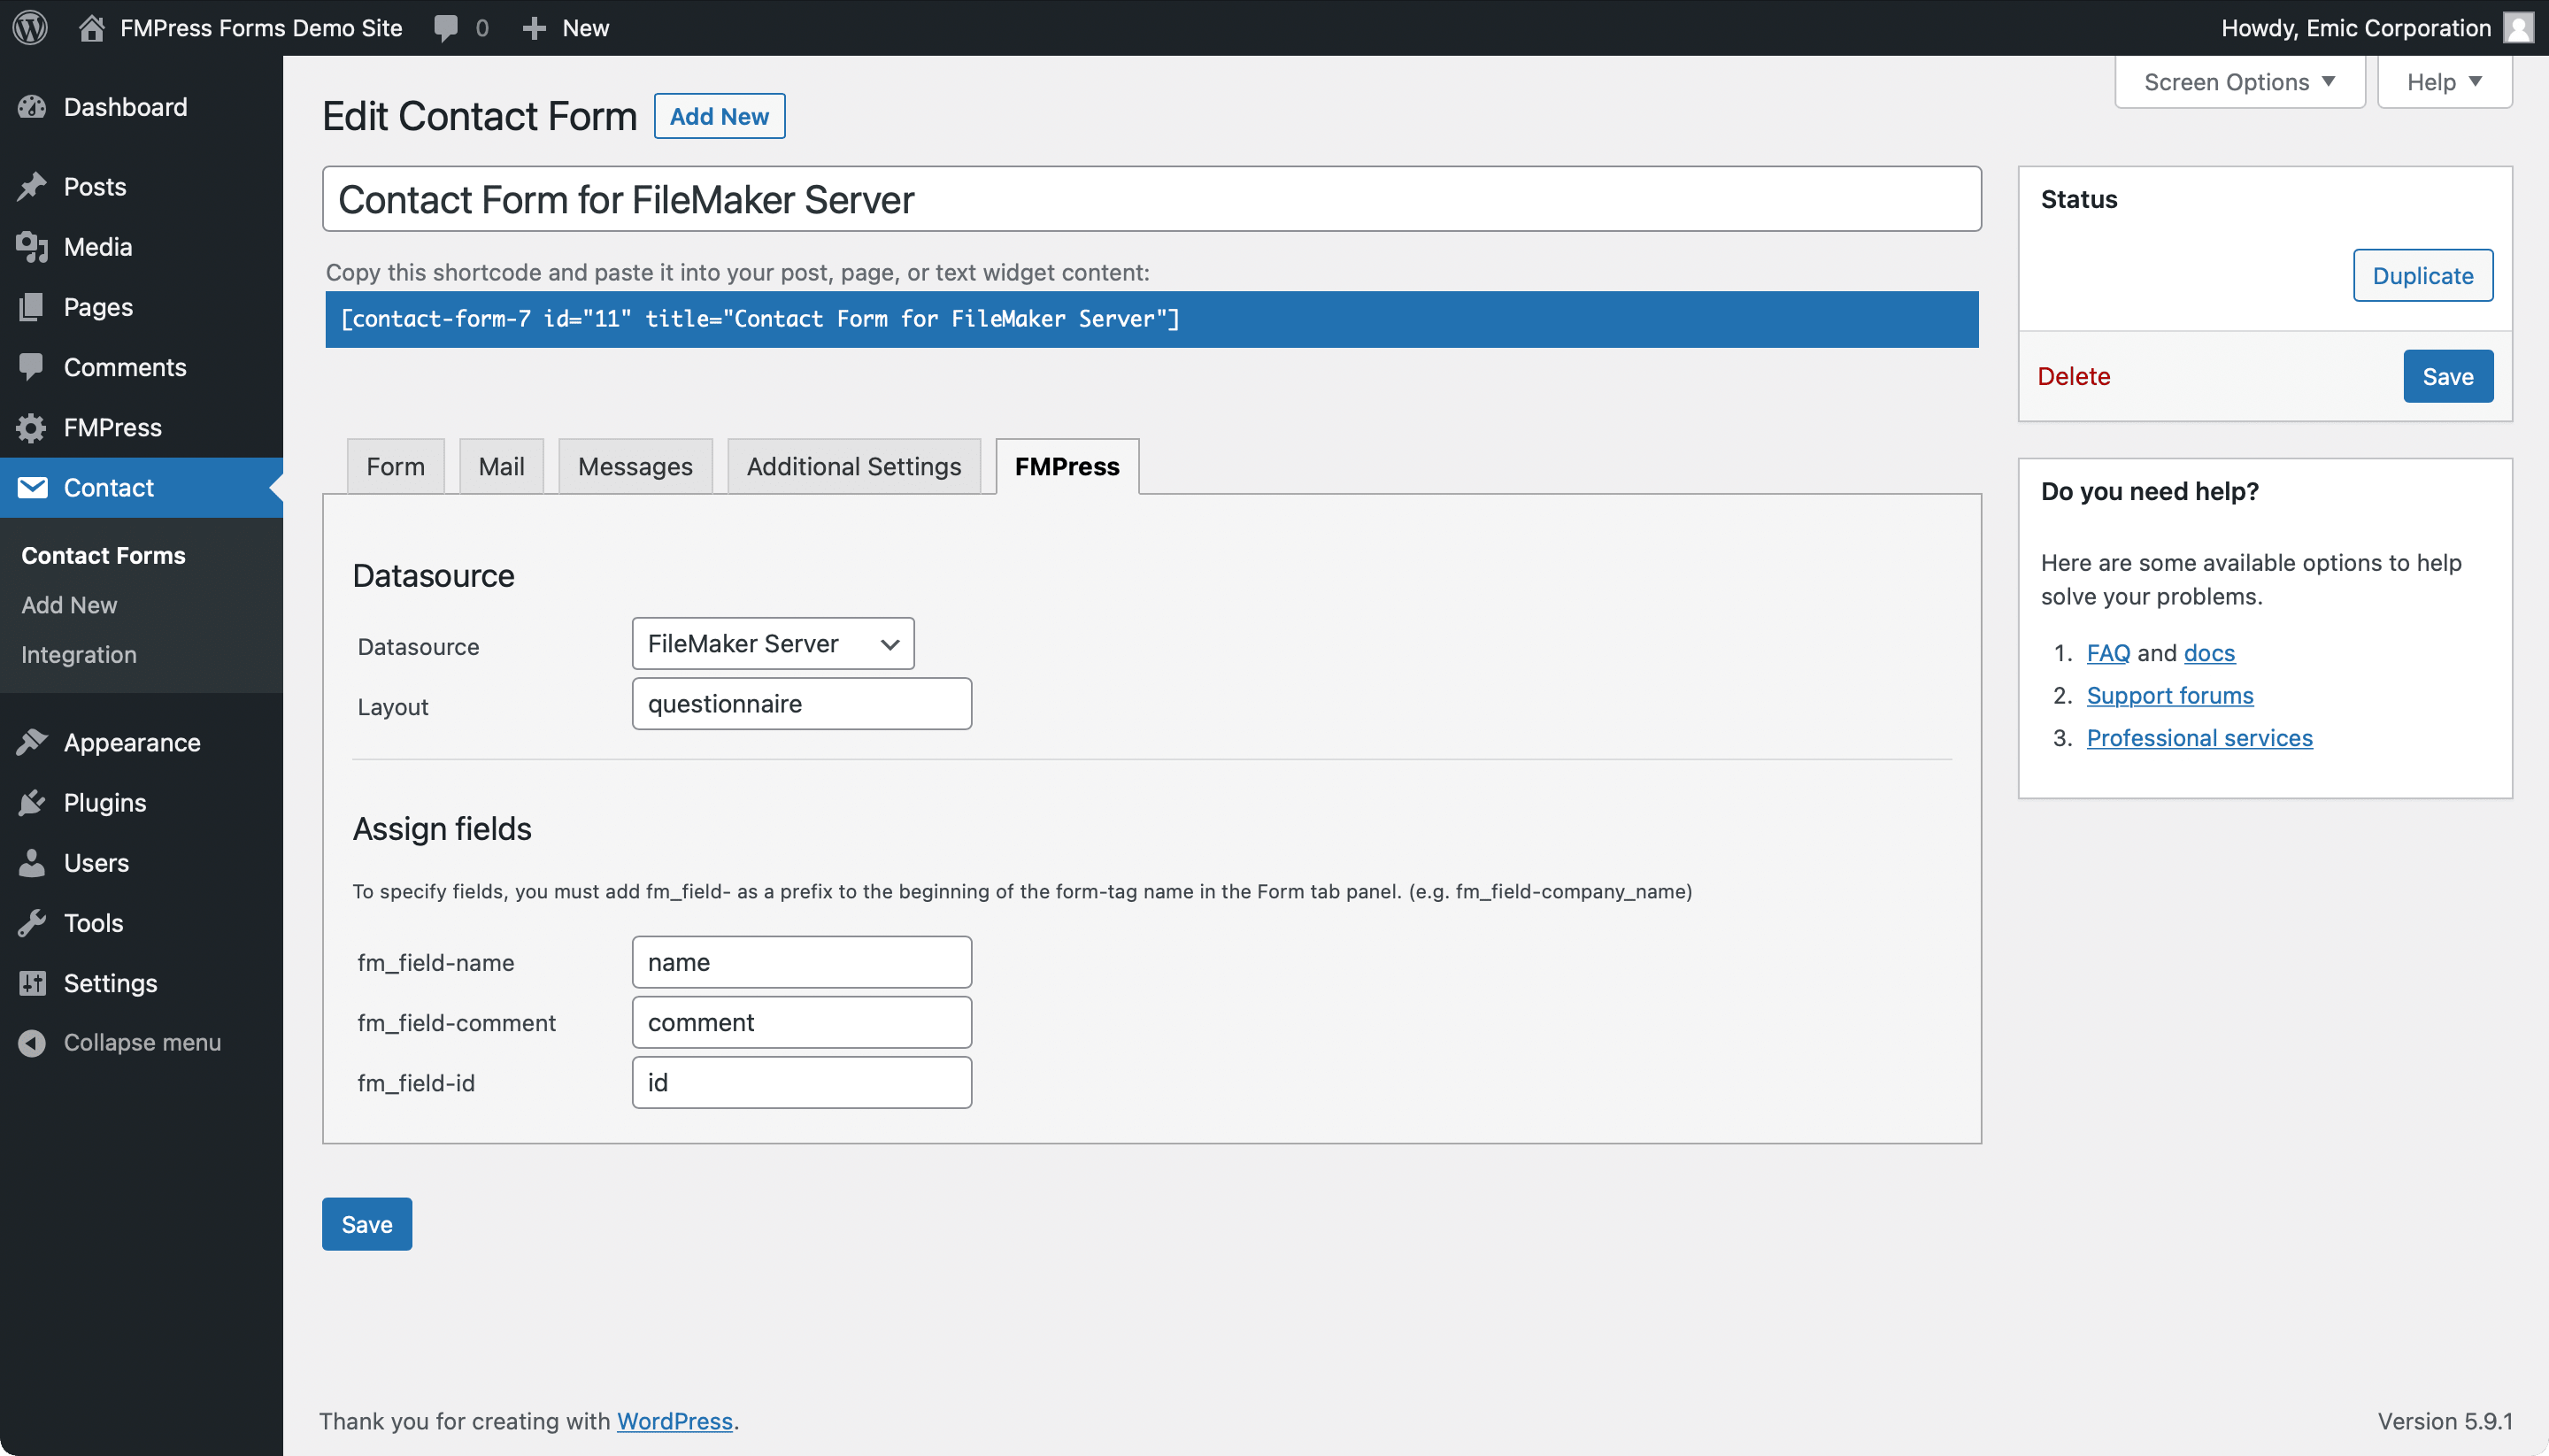 FMPress Forms Demo Site 0 New
Howdy, Emic Corporation
Dashboard
Posts
Media
Pages
Comments
FMPress
Contact
Contact Forms
Add New
Integration
Appearance
Plugins
Users
Tools
Settings
Collapse menu
Screen Options
Help
Edit Contact Form
Add New
Contact Form for FileMaker Server
Copy this shortcode and paste it into your post, page, or text widget content:
[contact-form-7 id="11" title="Contact Form for FileMaker Server"]
Form
Mail
Messages
Additional Settings
FMPress
Datasource
Datasource FileMaker Server
Layout questionnaire
Assign fields
To specify fields, you must add fm_field- as a prefix to the beginning of the form-tag name in the Form tab panel. (e.g. fm_field-company_name)
fm_field-name name
fm_field-comment comment
fm_field-id id
Save
Status
Duplicate
Delete
Save
Do you need help?
Here are some available options to help
solve your problems.
1. FAQ and docs
2. Support forums
3. Professional services
Thank you for creating with WordPress.
Version 5.9.1